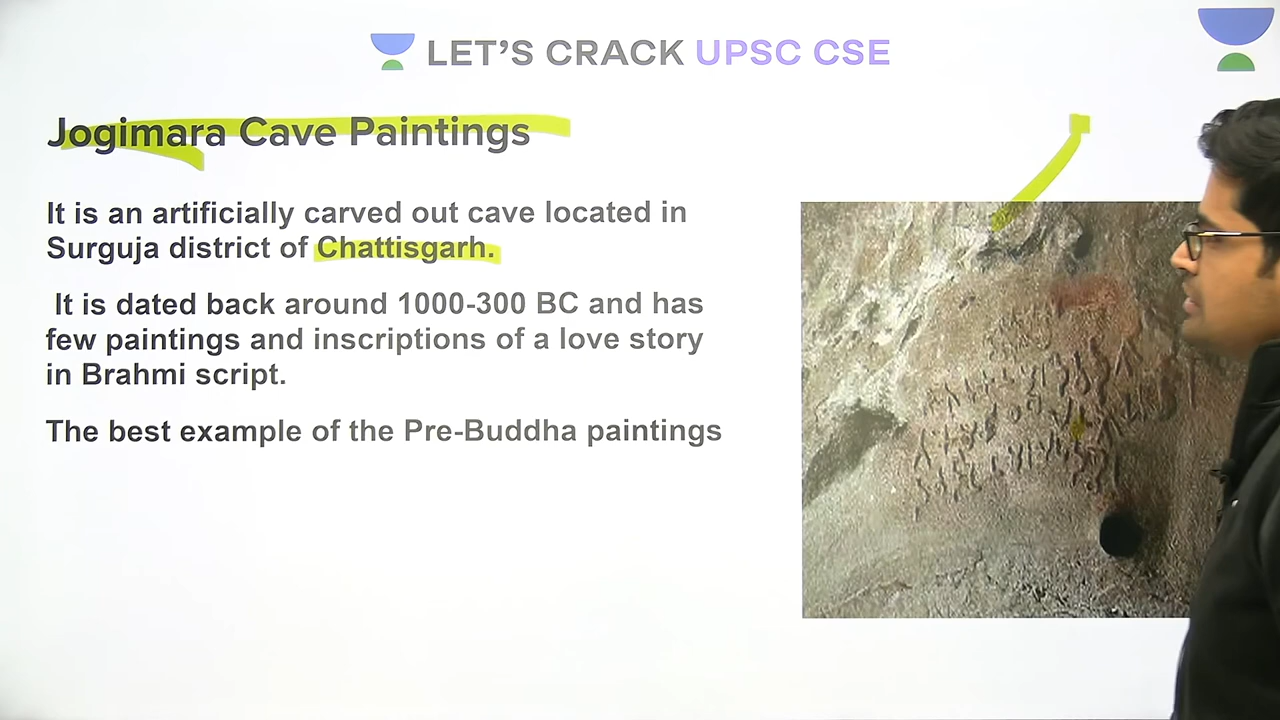 LET'S CRACK UPSC CSE
Jogimara Cave Paintings
It is an artificially carved out cave located in
Surguja district of Chattisgarh.
It is dated back around 1000-300 BC and has
few paintings and inscriptions of a love story
in Brahmi script.
The best example of the Pre-Buddha paintings